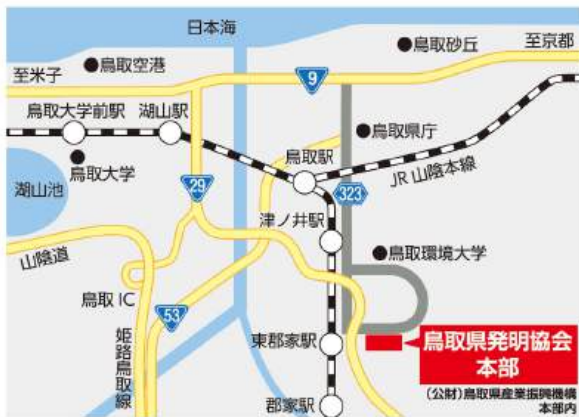 日本海
至京都
鳥取砂丘
鳥取空港
至米子
9
鳥取大学前駅
湖山駅
鳥取県庁
鳥取駅
JR山陰本線
鳥取大学
湖山池
29
323
津ノ井駅
鳥取環境大学
山陰道
鳥取IC
53
姫路鳥取線
東郡家駅
鳥取県発明協会
本部
(公財)鳥取県産業振興機構
本部内
郡家駅